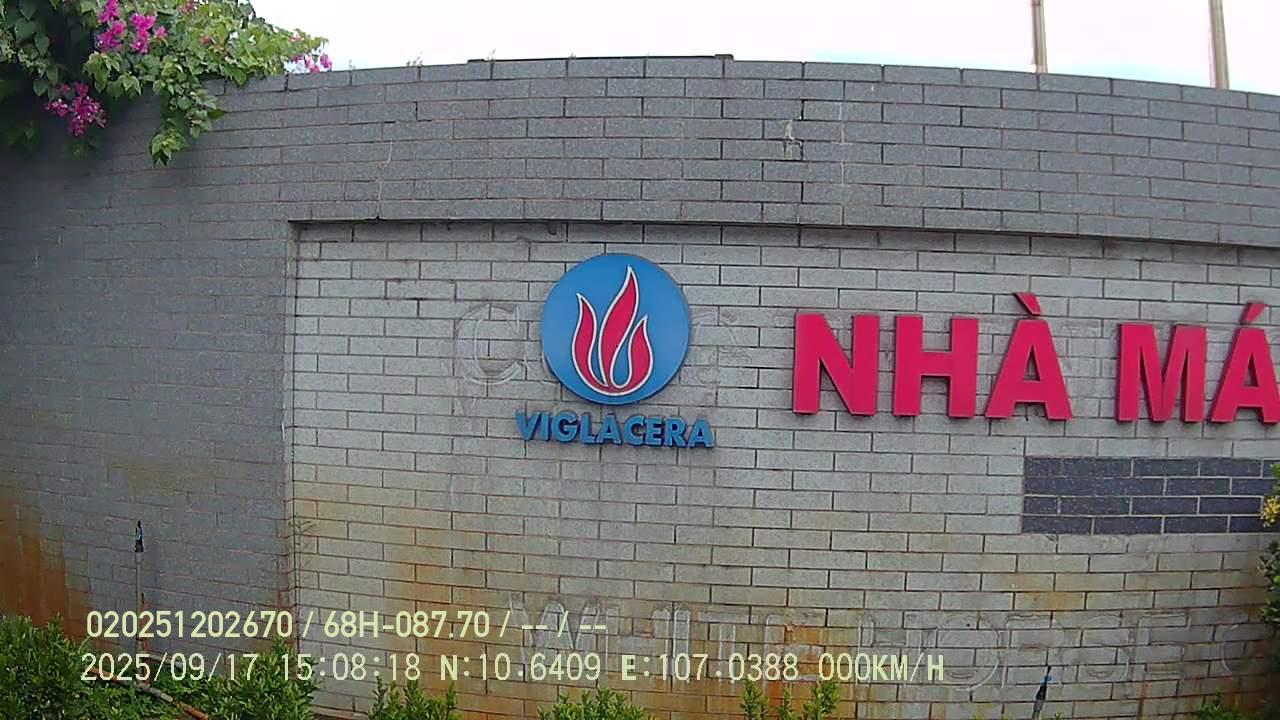 NHÀ MÁ
VIGLACERA
020251202670 / 68H-087.70 / -- / --
2025/09/17 15:08:18 N:10.6409 E:107.0388 000KM/H